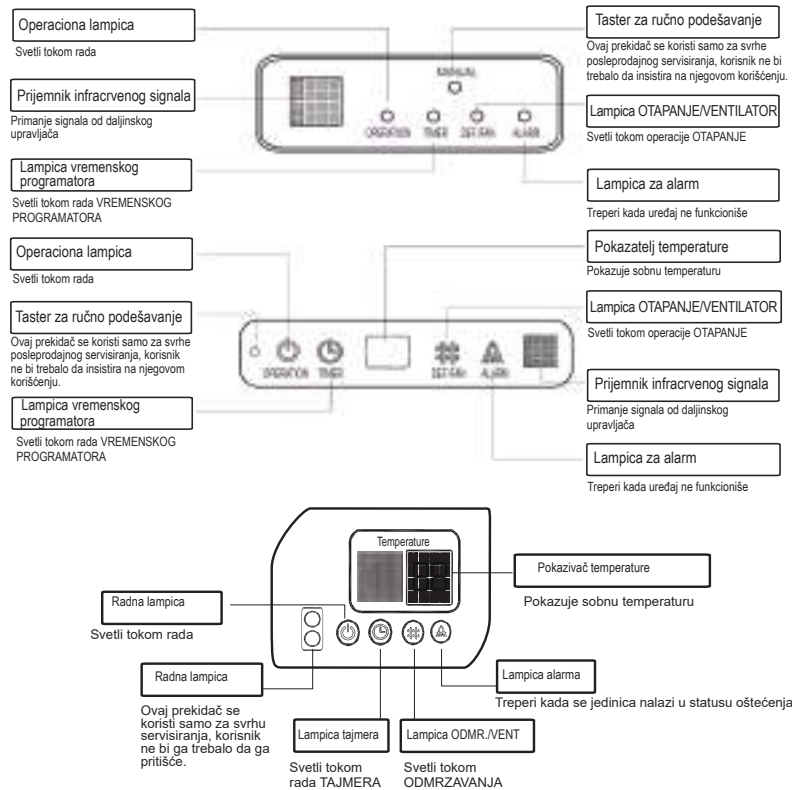 Operaciona lampica
Svetli tokom rada
Prijemnik infracrvenog signala
Primanje signala od daljinskog
upravljača
Lampica vremenskog
programatora
Svetli tokom rada VREMENSKOG
PROGRAMATORA
MANUAL
OPERATION TIMER DEF./FAN ALARM
Taster za ručno podešavanje
Ovaj prekidač se koristi samo za svrhe
posleprodajnog servisiranja, korisnik ne bi
trebalo da insistira na njegovom korišćenju.
Lampica OTAPANJE/VENTILATOR
Svetli tokom operacije OTAPANJE
Lampica za alarm
Treperi kada uređaj ne funkcioniše
Operaciona lampica
Svetli tokom rada
Taster za ručno podešavanje
Ovaj prekidač se koristi samo za svrhe
posleprodajnog servisiranja, korisnik
ne bi trebalo da insistira na njegovom
korišćenju.
Lampica vremenskog
programatora
Svetli tokom rada VREMENSKOG
PROGRAMATORA
OPERATION TIMER DEF./FAN ALARM
Pokazatelj temperature
Pokazuje sobnu temperaturu
Lampica OTAPANJE/VENTILATOR
Svetli tokom operacije OTAPANJE
Prijemnik infracrvenog signala
Primanje signala od daljinskog
upravljača
Lampica za alarm
Treperi kada uređaj ne funkcioniše
Temperature
Pokazivač temperature
Pokazuje sobnu temperaturu
Radna lampica
Svetli tokom rada
Radna lampica
Ovaj prekidač se
koristi samo za svrhu
servisiranja, korisnik
ne bi ga trebalo da ga
pritišće.
Lampica tajmera
Svetli tokom
rada TAJMERA
Lampica ODMR./VENT
Svetli tokom
ODMRZAVANJA
Lampica alarma
Treperi kada se jedinica nalazi u statusu oštećenja